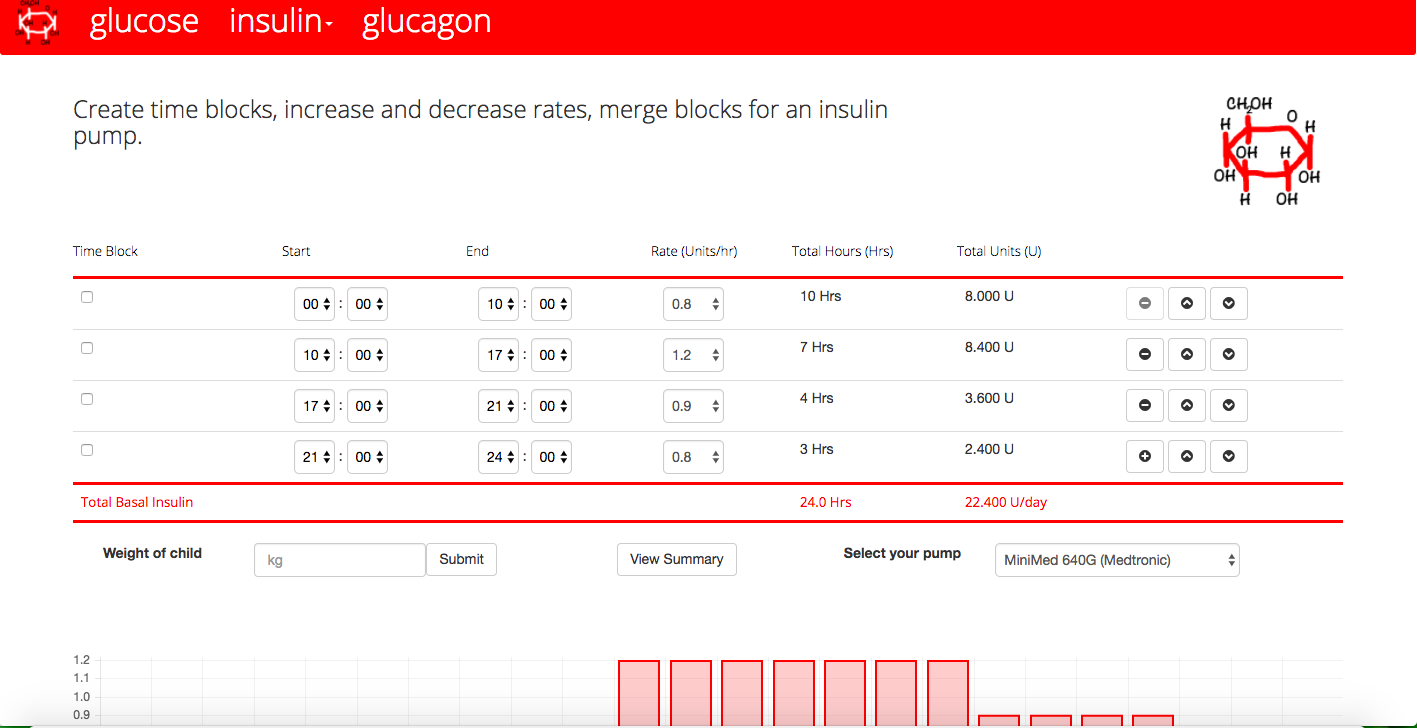 glucose insulin glucagon
Create time blocks, increase and decrease rates, merge blocks for an insulin
pump.
CH2OH
O
H H
OH H
OH OH
H OH
Time Block Start End Rate (Units/hr) Total Hours (Hrs) Total Units (U)
00 : 00 10 : 00 0.8 10 Hrs 8.000 U
10 : 00 17 : 00 1.2 7 Hrs 8.400 U
17 : 00 21 : 00 0.9 4 Hrs 3.600 U
21 : 00 24 : 00 0.8 3 Hrs 2.400 U
Total Basal Insulin 24.0 Hrs 22.400 U/day
Weight of child kg Submit View Summary Select your pump MiniMed 640G (Medtronic)
1.2
1.1
1.0
0.9